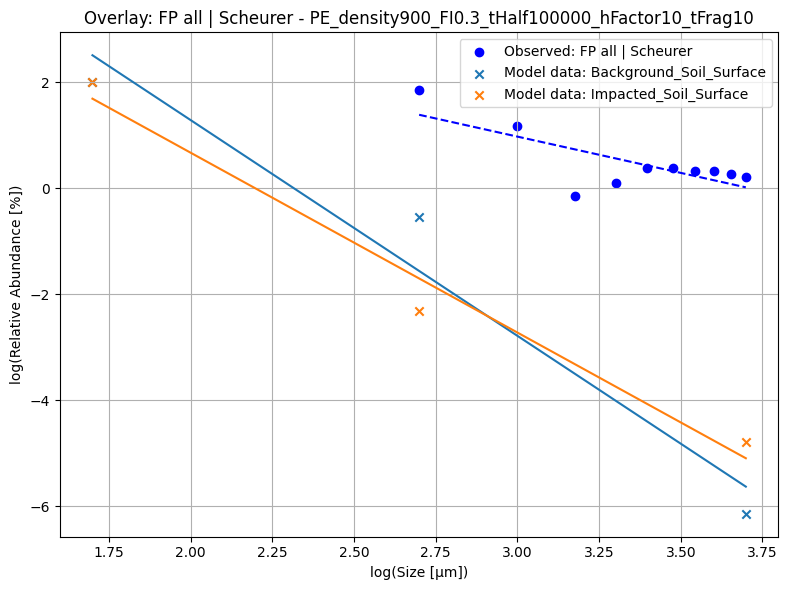 Overlay: FP all | Scheurer - PE_density900_FI0.3_tHalf100000_hFactor10_tFrag10
Observed: FP all | Scheurer
Model data: Background_Soil_Surface
Model data: Impacted_Soil_Surface
log(Relative Abundance [%])
2
0
−2
−4
−6
1.75
2.00
2.25
2.50
2.75
3.00
3.25
3.50
3.75
log(Size [μm])